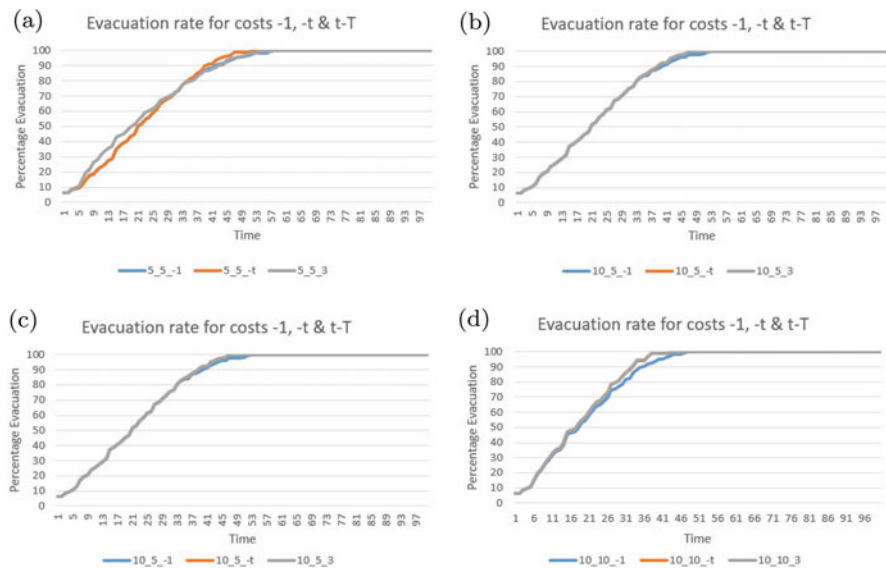 (a)
Evacuation rate for costs -1, -t & t-T
Percentage Evacuation
100
90
80
70
60
50
40
30
20
10
0
1 5 9 13 17 21 25 29 33 37 41 45 49 53 57 61 65 69 73 77 81 85 89 93 97
Time
5_5_-1 5_5_-t 5_5_3
(b)
Evacuation rate for costs -1, -t & t-T
Percentage Evacuation
100
90
80
70
60
50
40
30
20
10
0
1 5 9 13 17 21 25 29 33 37 41 45 49 53 57 61 65 69 73 77 81 85 89 93 97
Time
10_5_-1 10_5_-t 10_5_3
(c)
Evacuation rate for costs -1, -t & t-T
Percentage Evacuation
100
90
80
70
60
50
40
30
20
10
0
1 5 9 13 17 21 25 29 33 37 41 45 49 53 57 61 65 69 73 77 81 85 89 93 97
Time
10_5_-1 10_5_-t 10_5_3
(d)
Evacuation rate for costs -1, -t & t-T
Percentage Evacuation
100
90
80
70
60
50
40
30
20
10
0
1 6 11 16 21 26 31 36 41 46 51 56 61 66 71 76 81 86 91 96
Time
10_10_-1 10_10_-t 10_10_3